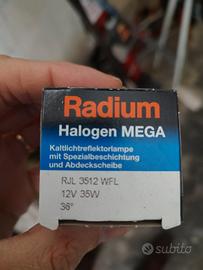 Radium
Halogen MEGA
Kaltlichtreflektorlampe
mit Spezialbeschichtung
und Abdeckscheibe
RJL 3512 WFL
12V 35W
36°
subito